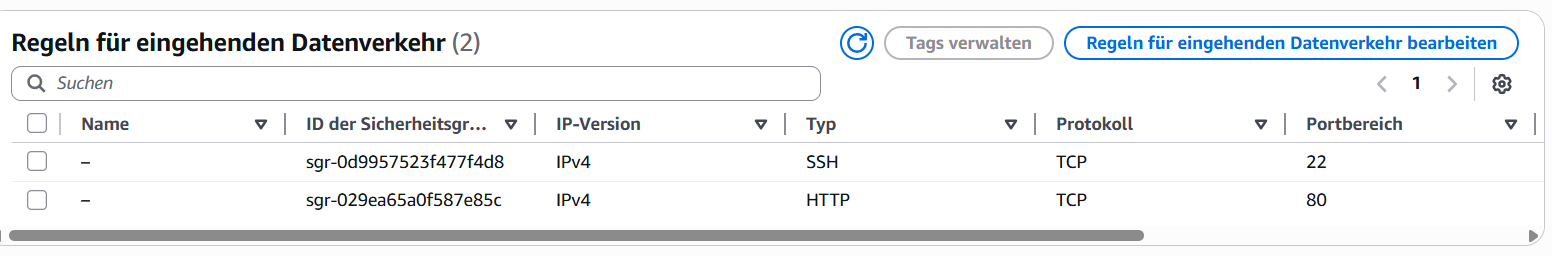 Regeln für eingehenden Datenverkehr (2)
Tags verwalten
Regeln für eingehenden Datenverkehr bearbeiten
Suchen
1
Name ID der Sicherheitsgr... IP-Version Typ Protokoll Portbereich
– sgr-0d9957523f477f4d8 IPv4 SSH TCP 22
– sgr-029ea65a0f587e85c IPv4 HTTP TCP 80